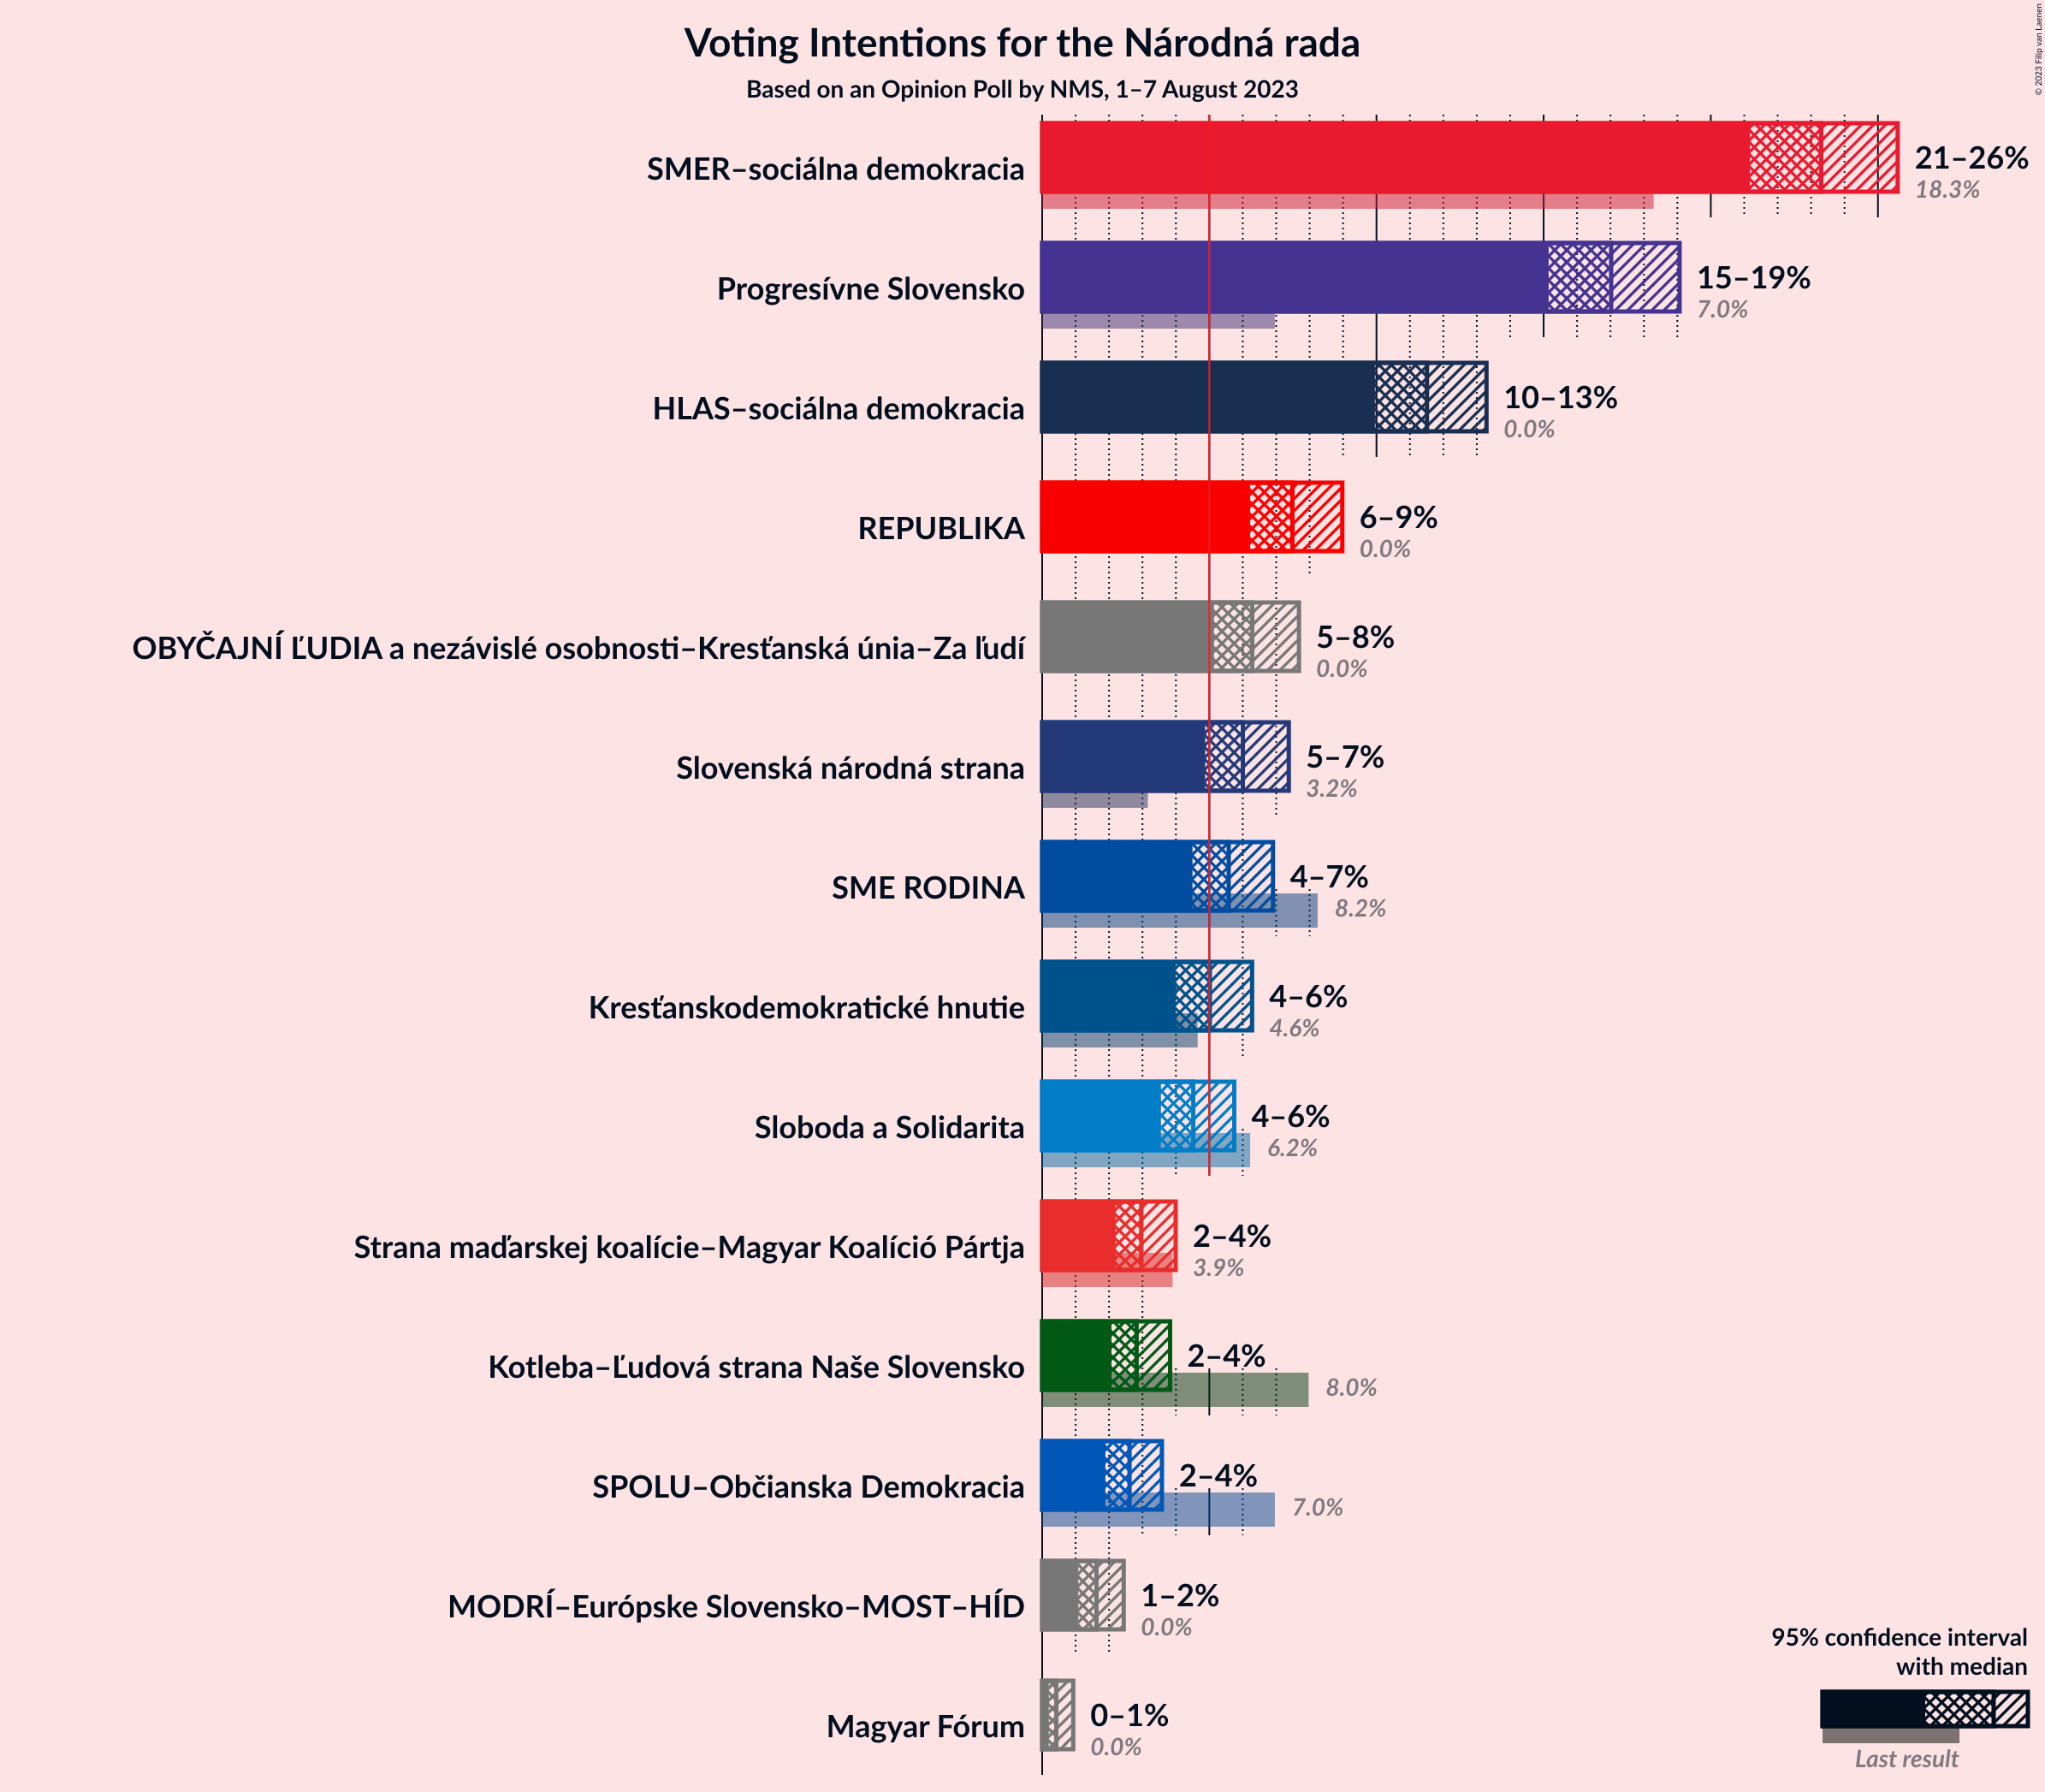 Voting Intentions for the Národná rada
Based on an Opinion Poll by NMS, 1–7 August 2023
© 2023 Filip van Laenen
SMER–sociálna demokracia
21–26%
18.3%
Progresívne Slovensko
15–19%
7.0%
HLAS–sociálna demokracia
10–13%
0.0%
REPUBLIKA
6–9%
0.0%
OBYČAJNÍ ĽUDIA a nezávislé osobnosti–Kresťanská únia–Za ľudí
5–8%
0.0%
Slovenská národná strana
5–7%
3.2%
SME RODINA
4–7%
8.2%
Kresťanskodemokratické hnutie
4–6%
4.6%
Sloboda a Solidarita
4–6%
6.2%
Strana maďarskej koalície–Magyar Koalíció Pártja
2–4%
3.9%
Kotleba–Ľudová strana Naše Slovensko
2–4%
8.0%
SPOLU–Občianska Demokracia
2–4%
7.0%
MODRÍ–Európske Slovensko–MOST–HÍD
1–2%
0.0%
Magyar Fórum
0–1%
0.0%
95% confidence interval
with median
Last result